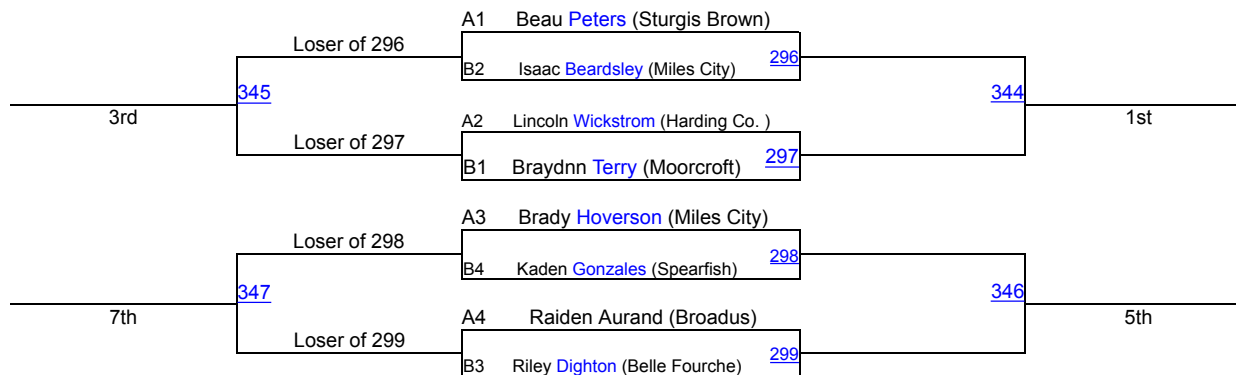 A1 Beau Peters (Sturgis Brown)
Loser of 296
B2 Isaac Beardsley (Miles City) 296
345
344
3rd
1st
A2 Lincoln Wickstrom (Harding Co. )
Loser of 297
B1 Braydnn Terry (Moorcroft) 297
A3 Brady Hoverson (Miles City)
Loser of 298
B4 Kaden Gonzales (Spearfish) 298
347
346
7th
5th
A4 Raiden Aurand (Broadus)
Loser of 299
B3 Riley Dighton (Belle Fourche) 299